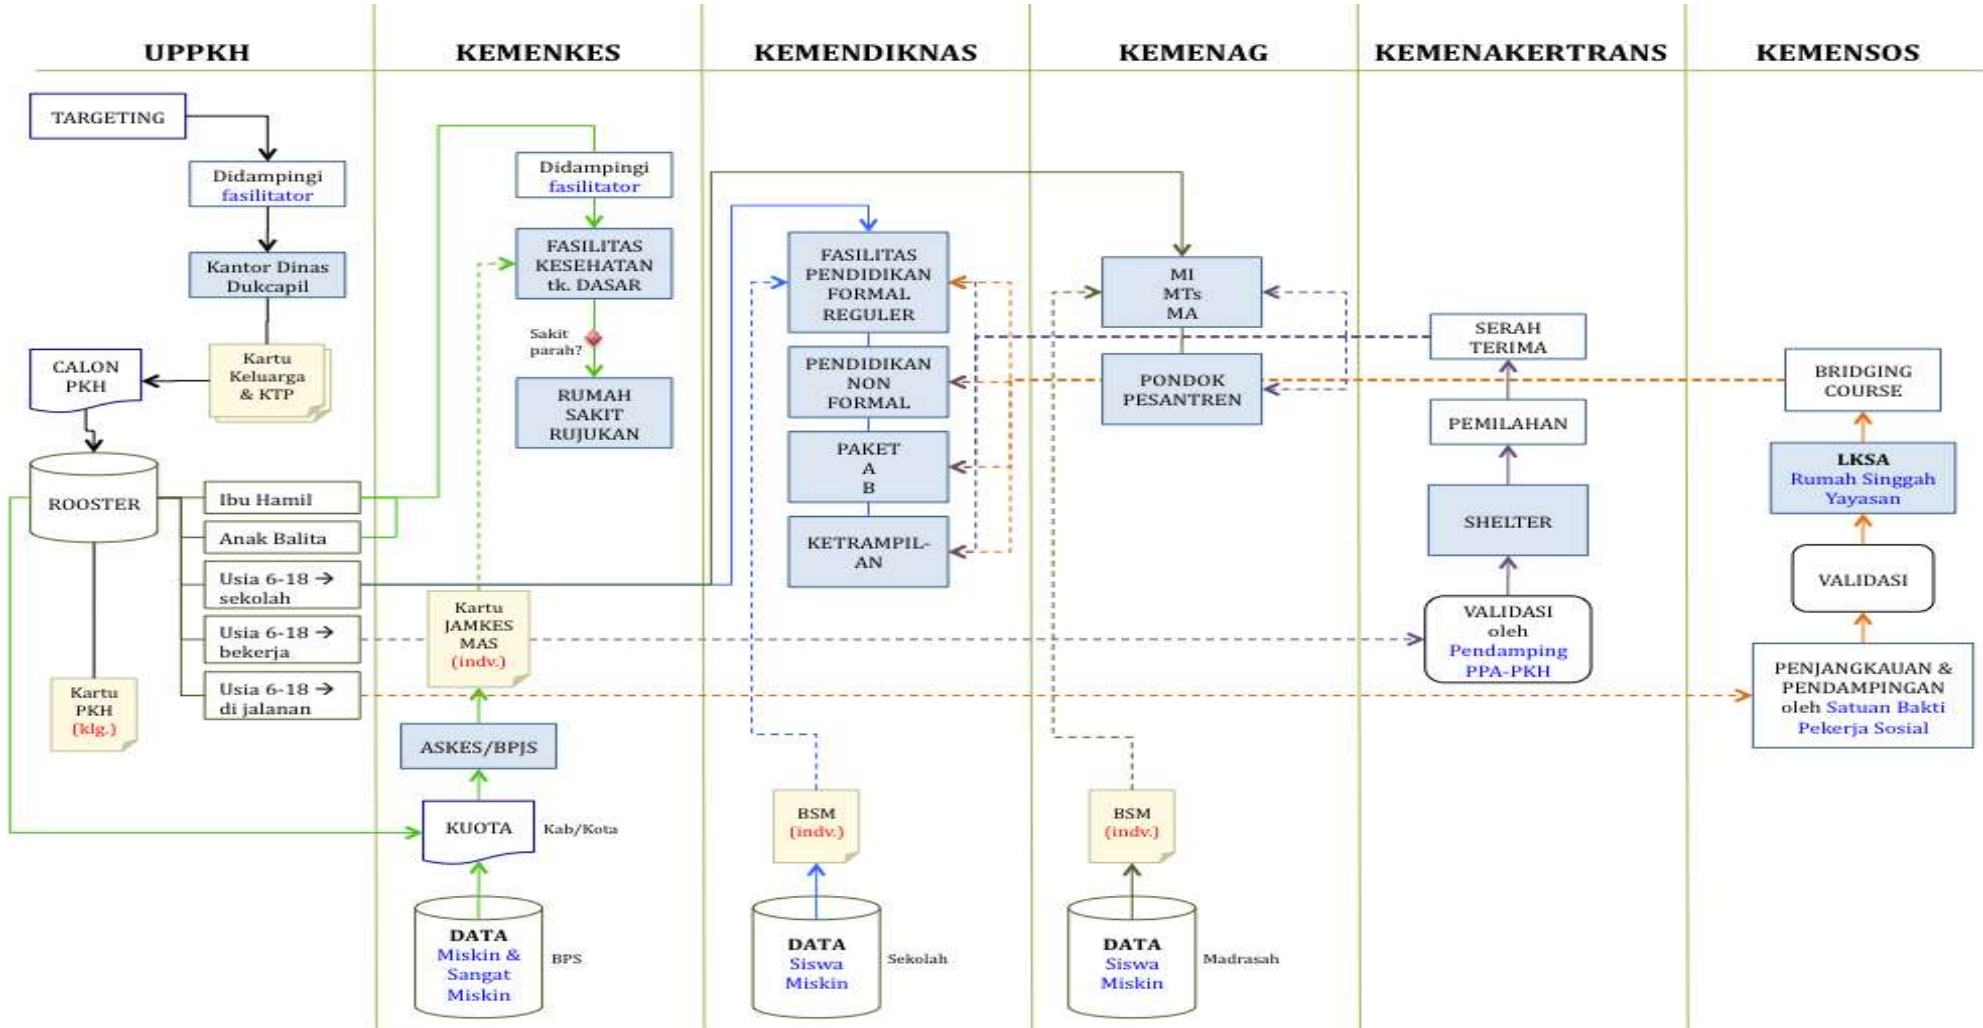 UPPKH
KEMENKES
KEMENDIKNAS
KEMENAG
KEMENAKERTRANS
KEMENSOS
TARGETING
Didampingi
fasilitator
Kantor Dinas
Dukcapil
Kartu
Keluarga
& KTP
CALON
PKH
ROOSTER
Ibu Hamil
Anak Balita
Usia 6-18 →
sekolah
Usia 6-18 →
bekerja
Usia 6-18 →
di jalanan
Kartu
PKH
(klg.)
Didampingi
fasilitator
FASILITAS
KESEHATAN
tk. DASAR
Sakit
parah?
RUMAH
SAKIT
RUJUKAN
Kartu
JAMKES
MAS
(indv.)
ASKES/BPJS
KUOTA
Kab/Kota
DATA
Miskin &
Sangat
Miskin
BPS
FASILITAS
PENDIDIKAN
FORMAL
REGULER
PENDIDIKAN
NON
FORMAL
PAKET
A
B
KETRAMPIL-
AN
BSM
(indv.)
DATA
Siswa
Miskin
Sekolah
MI
MTs
MA
PONDOK
PESANTREN
BSM
(indv.)
DATA
Siswa
Miskin
Madrasah
SERAH
TERIMA
PEMILAHAN
SHELTER
VALIDASI
oleh
Pendamping
PPA-PKH
BRIDGING
COURSE
LKSA
Rumah Singgah
Yayasan
VALIDASI
PENJANGKAUAN &
PENDAMPINGAN
oleh Satuan Bakti
Pekerja Sosial